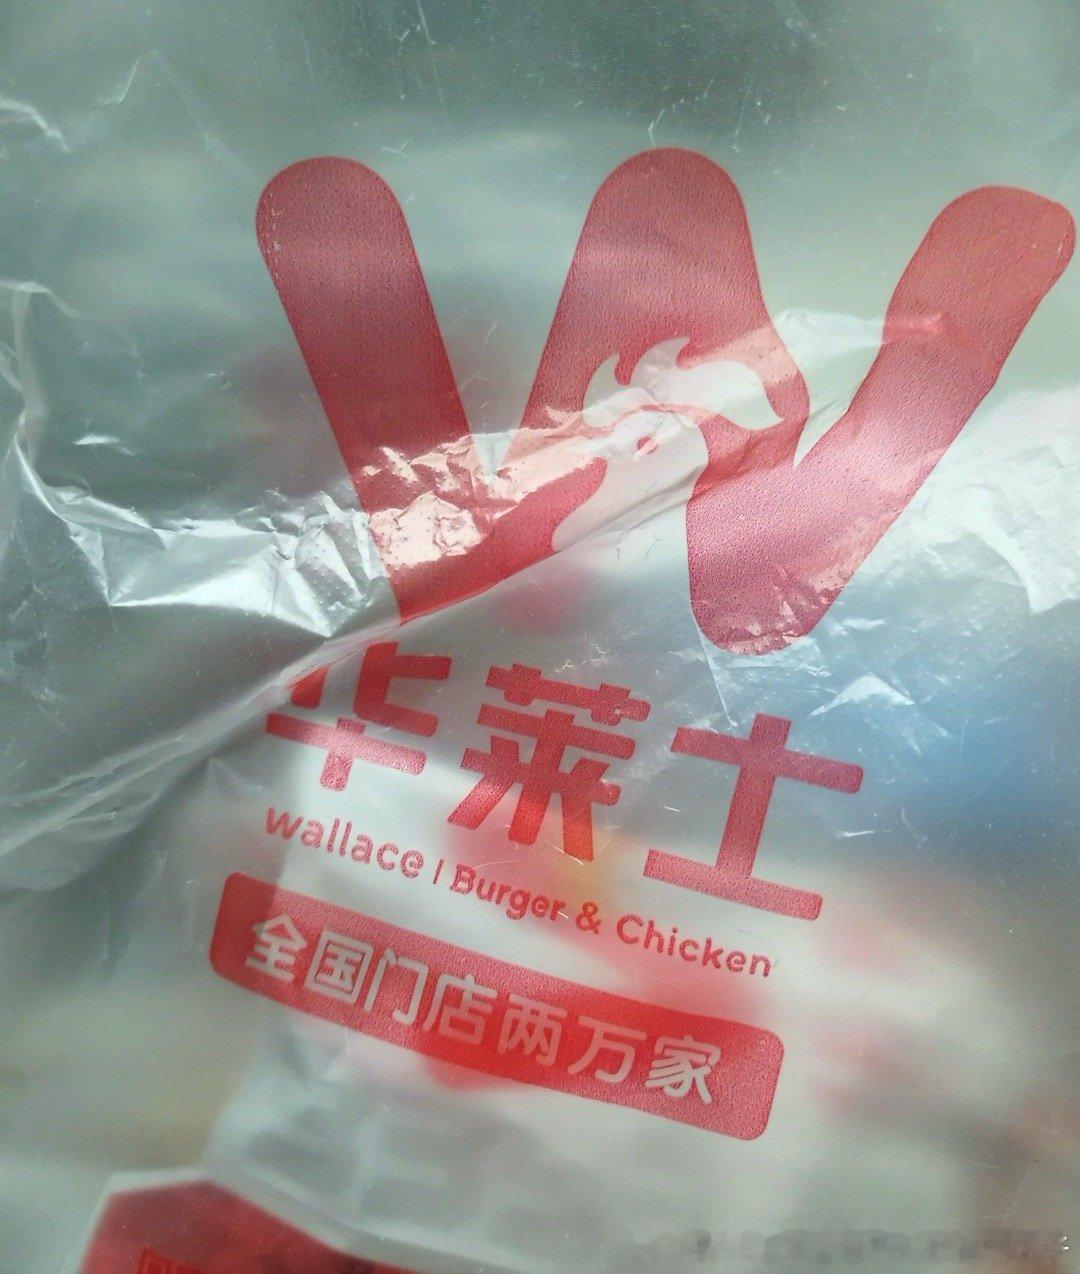 W
华莱士
wallace | Burger & Chicken
全国门店两万家